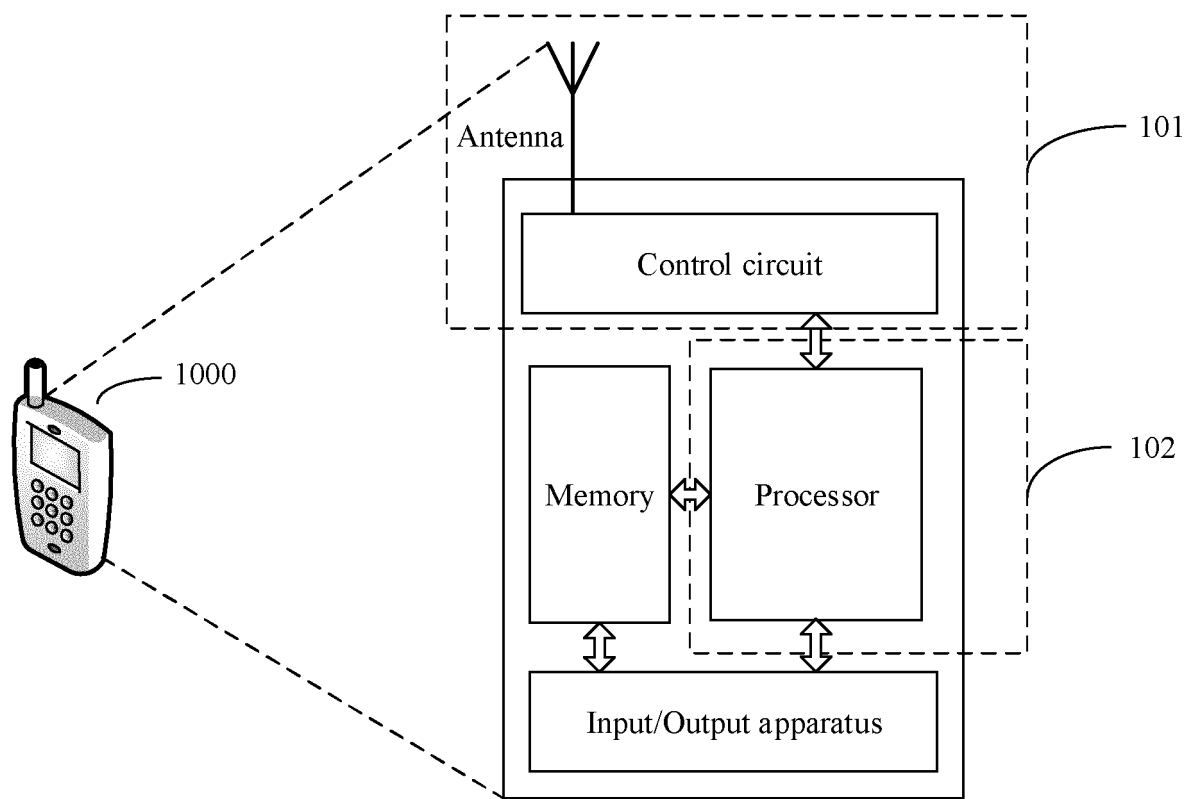 Antenna
101
Control circuit
1000
102
Memory
Processor
Input/Output apparatus